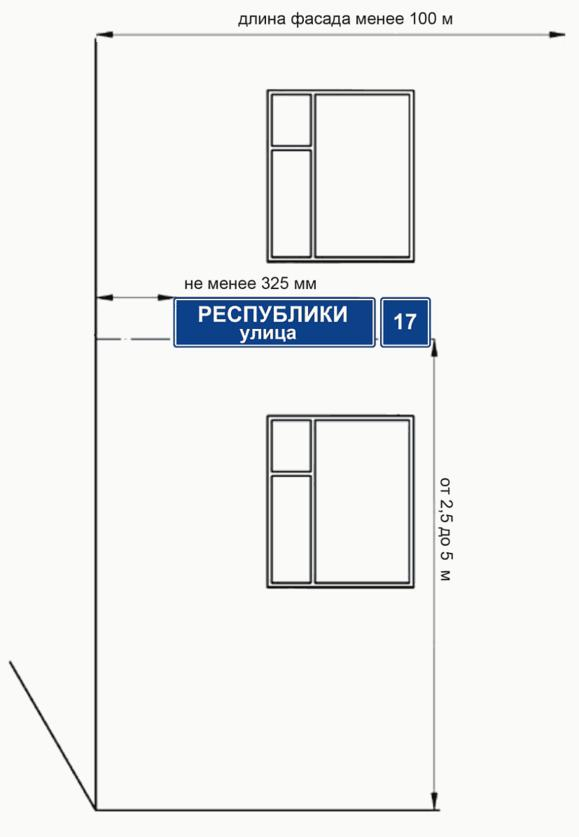 длина фасада менее 100 м
не менее 325 мм
РЕСПУБЛИКИ
улица
17
от 2,5 до 5 м